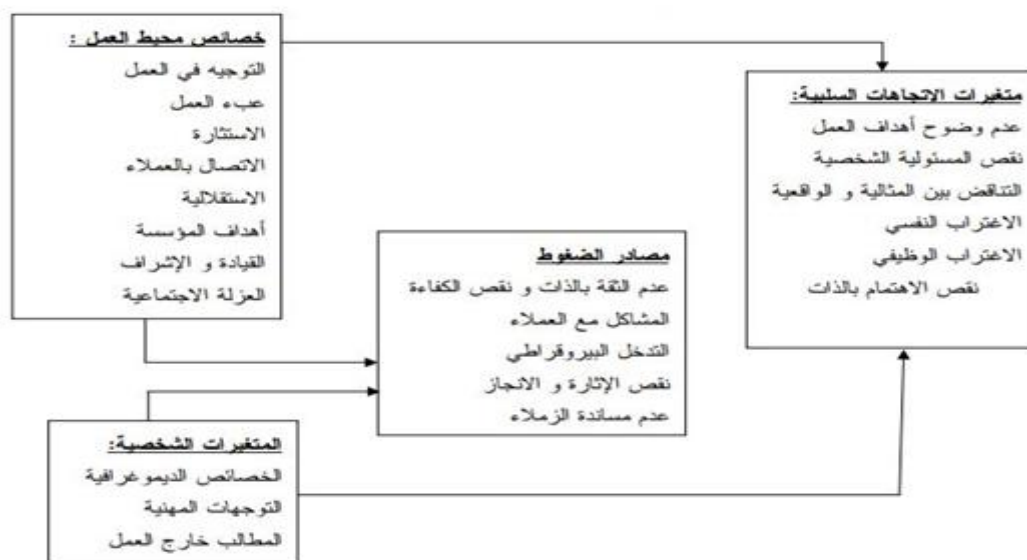 خصائص محيط العمل :
التوجيه في العمل
عبء العمل
الاستثارة
الاتصال بالعملاء
الاستقلالية
أهداف المؤسسة
القيادة و الإشراف
العزلة الاجتماعية
متغيرات الاتجاهات السلبية:
عدم وضوح أهداف العمل
نقص المسئولية الشخصية
التناقض بين المثالية و الواقعية
الاغتراب النفسي
الاغتراب الوظيفي
نقص الاهتمام بالذات
مصادر الضغوط
عدم الثقة بالذات و نقص الكفاءة
المشاكل مع العملاء
التدخل البيروقراطي
نقص الإثارة و الانجاز
عدم مساندة الزملاء
المتغيرات الشخصية:
الخصائص الديموغرافية
التوجهات المهنية
المطالب خارج العمل